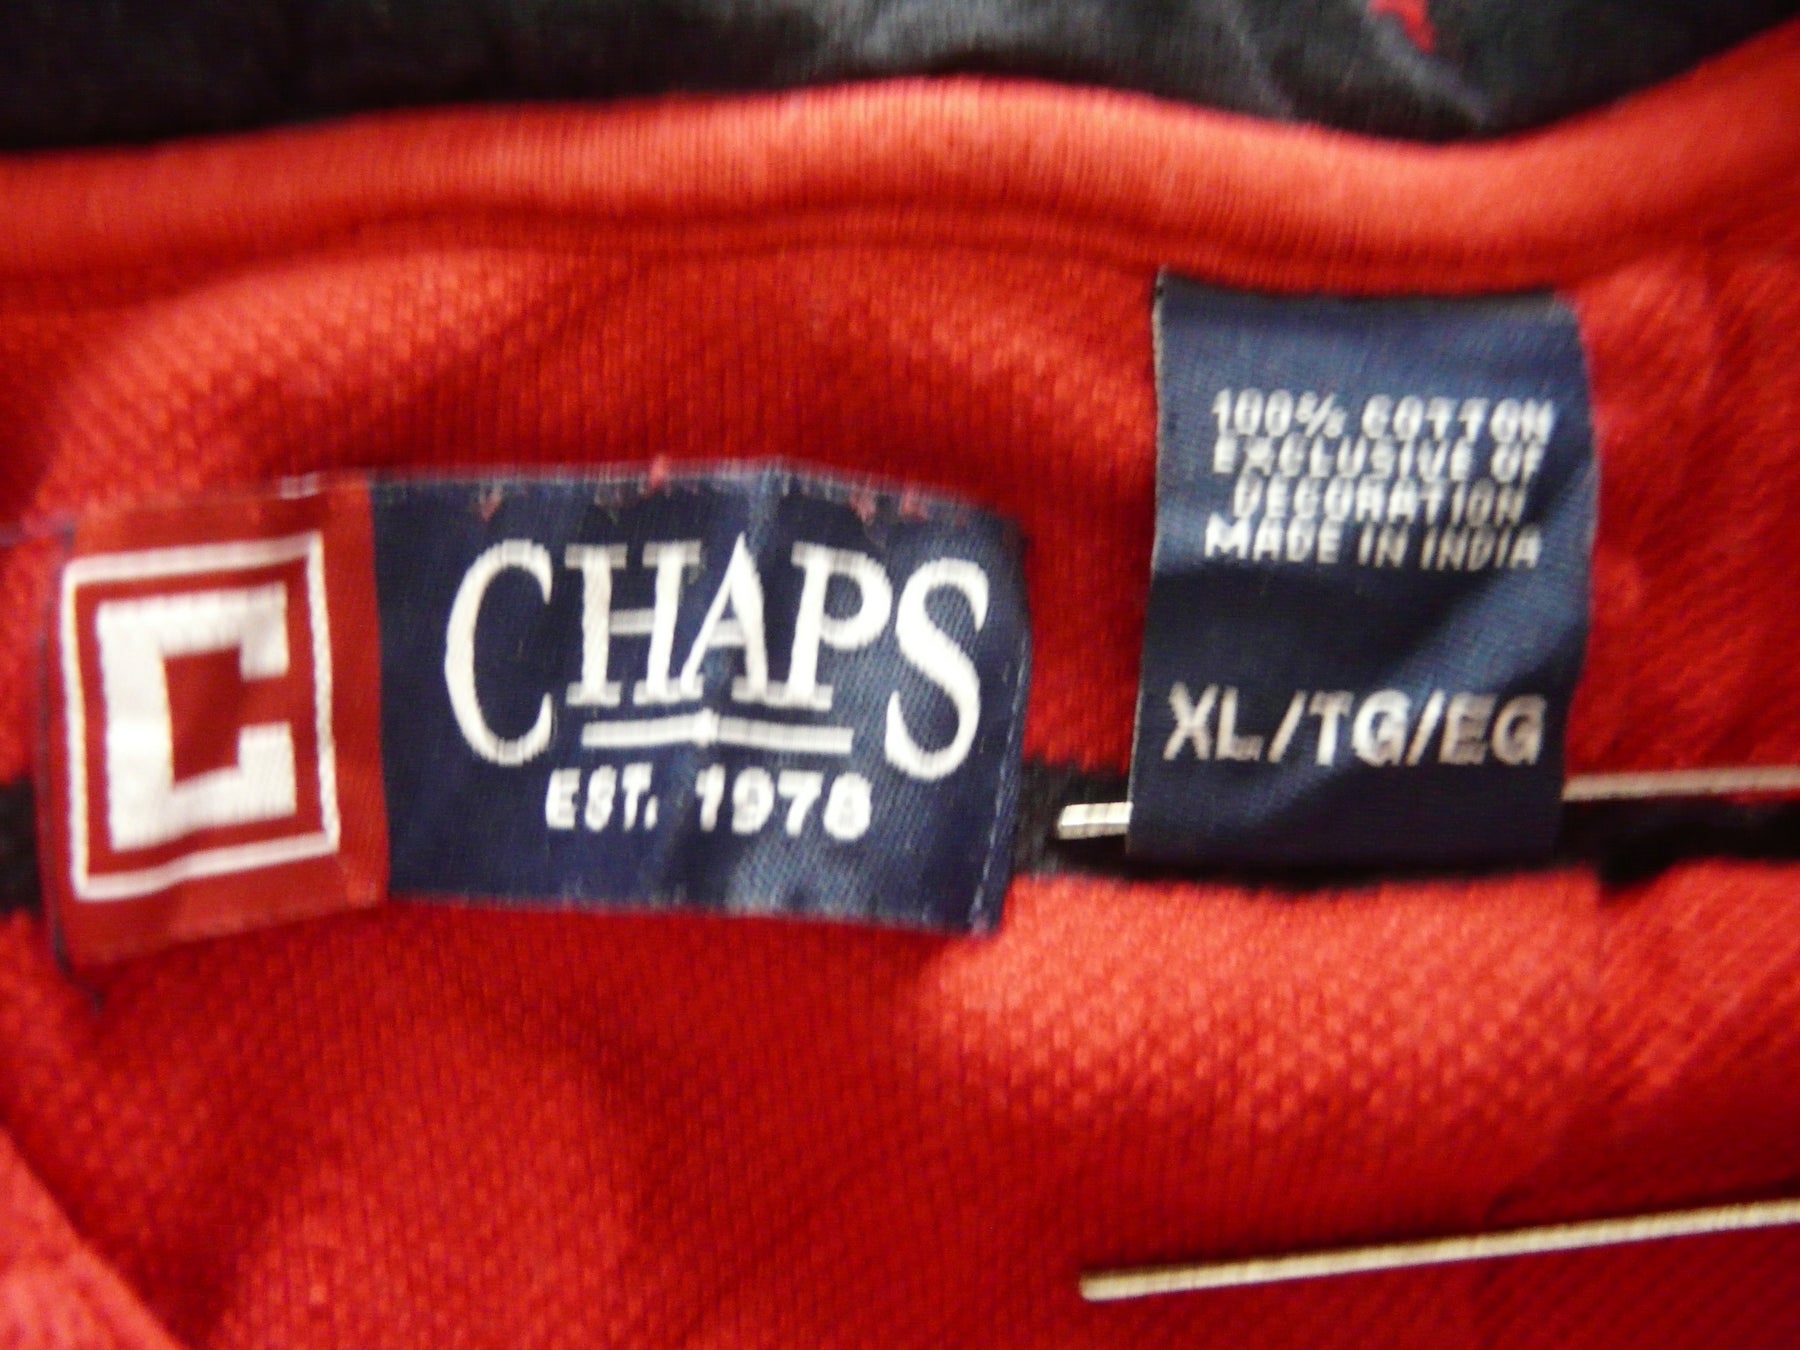 C
CHAPS
EST. 1978
100% COTTON
EXCLUSIVE OF
DECORATION
MADE IN INDIA
XL/TG/EG